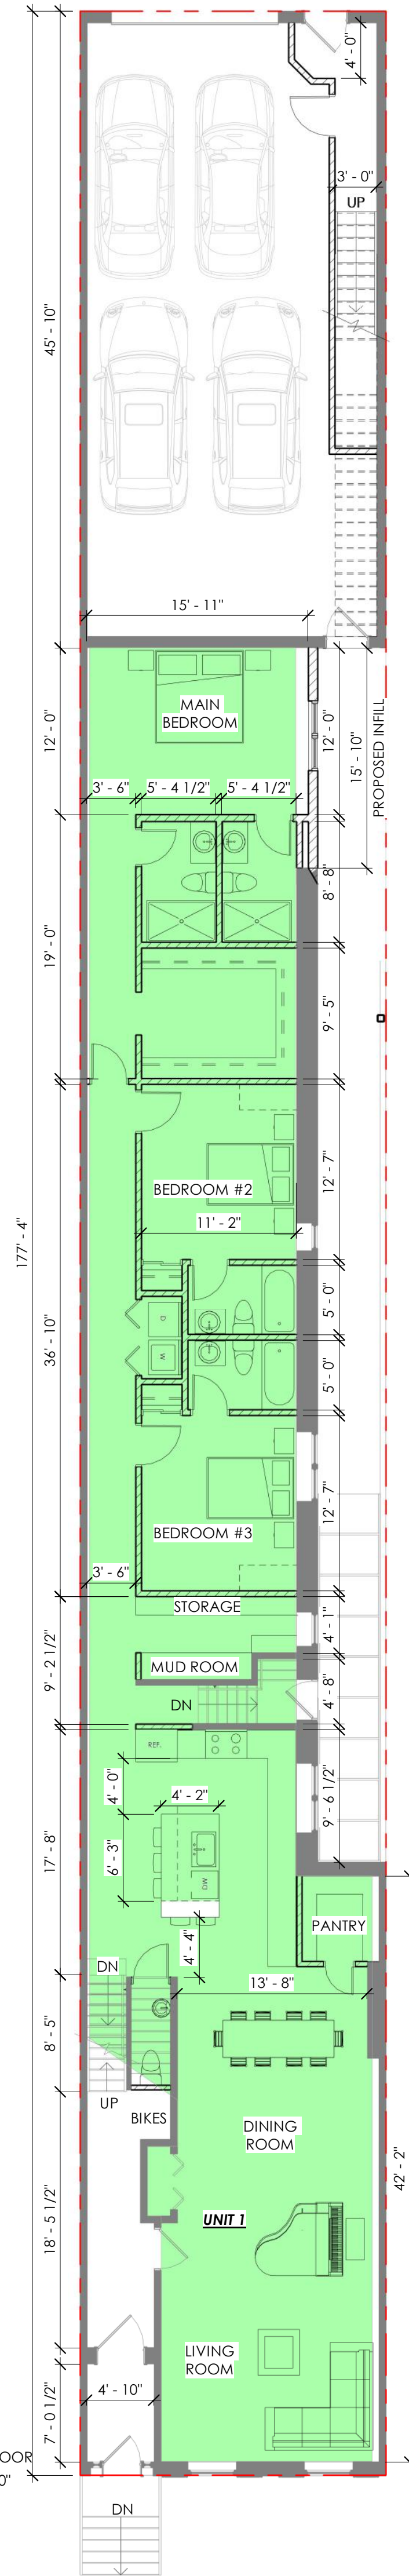 4' - 0"
3' - 0"
UP
45' - 10"
15' - 11"
MAIN
BEDROOM
12' - 0"
12' - 0"
15' - 10"
PROPOSED INFILL
3' - 6"
5' - 4 1/2"
5' - 4 1/2"
8' - 8"
19' - 0"
9' - 5"
177' - 4"
BEDROOM #2
12' - 7"
11' - 2"
36' - 10"
D
W
5' - 0"
5' - 0"
12' - 7"
BEDROOM #3
3' - 6"
STORAGE
4' - 1"
9' - 2 1/2"
MUD ROOM
DN
4' - 8"
REF.
4' - 0"
4' - 2"
9' - 6 1/2"
17' - 8"
6' - 3"
DW
4' - 4"
PANTRY
DN
13' - 8"
8' - 5"
UP
BIKES
DINING
ROOM
42' - 2"
18' - 5 1/2"
UNIT 1
LIVING
ROOM
7' - 0 1/2"
4' - 10"
OOR
0"
DN